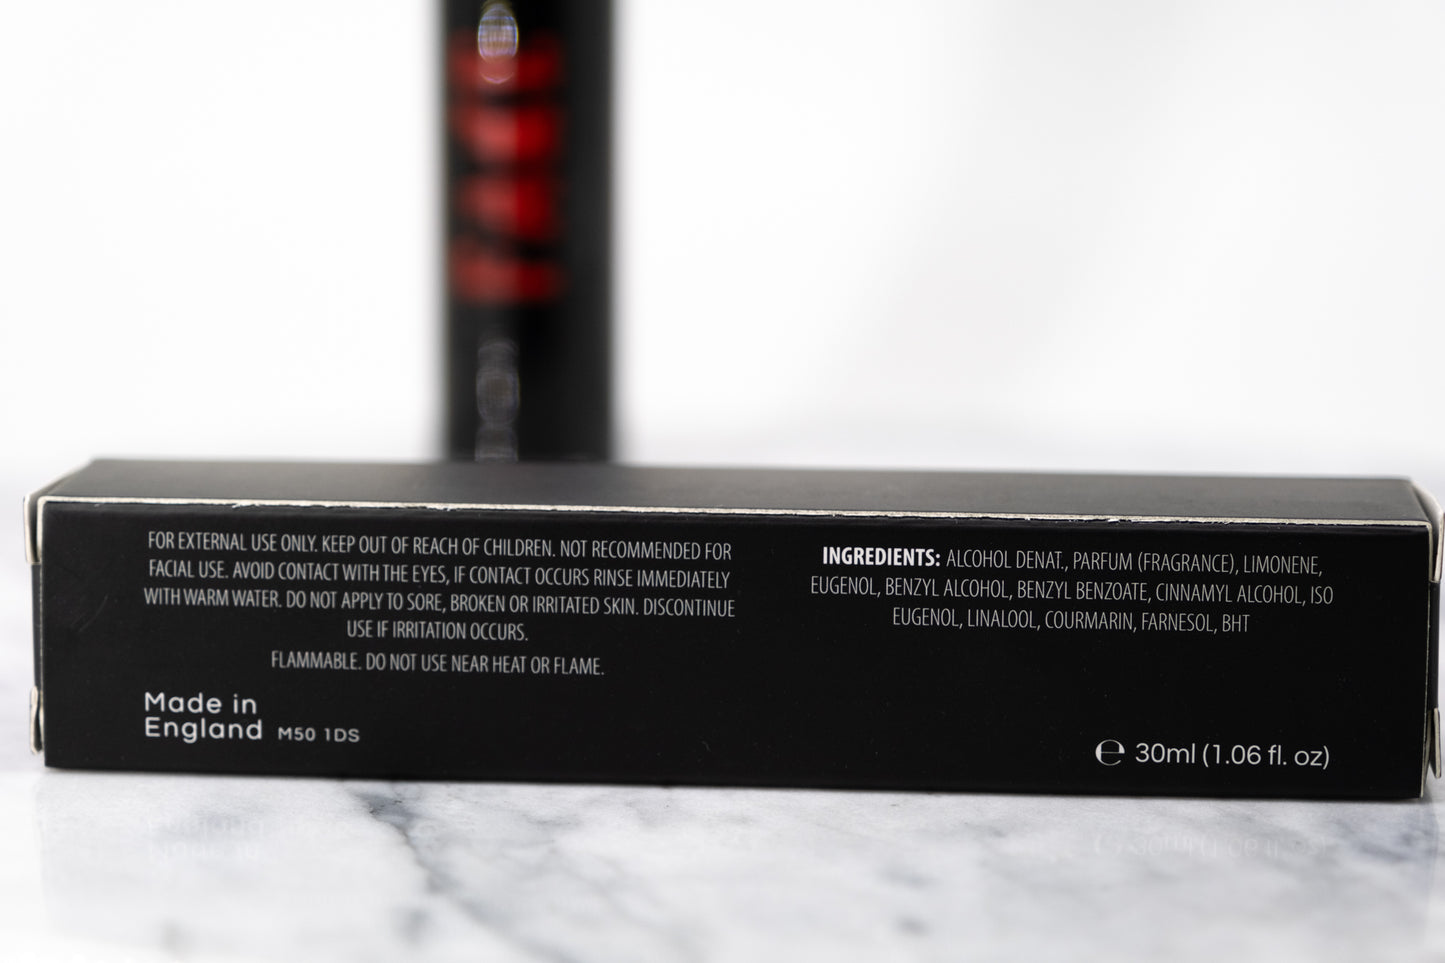 FOR EXTERNAL USE ONLY. KEEP OUT OF REACH OF CHILDREN. NOT RECOMMENDED FOR
FACIAL USE. AVOID CONTACT WITH THE EYES, IF CONTACT OCCURS RINSE IMMEDIATELY
WITH WARM WATER. DO NOT APPLY TO SORE, BROKEN OR IRRITATED SKIN. DISCONTINUE
USE IF IRRITATION OCCURS.
FLAMMABLE. DO NOT USE NEAR HEAT OR FLAME.
Made in
England M50 1DS
INGREDIENTS: ALCOHOL DENAT., PARFUM (FRAGRANCE), LIMONENE,
EUGENOL, BENZYL ALCOHOL, BENZYL BENZOATE, CINNAMYL ALCOHOL, ISO
EUGENOL, LINALOOL, COURMARIN, FARNESOL, BHT
℮ 30ml (1.06 fl. oz)